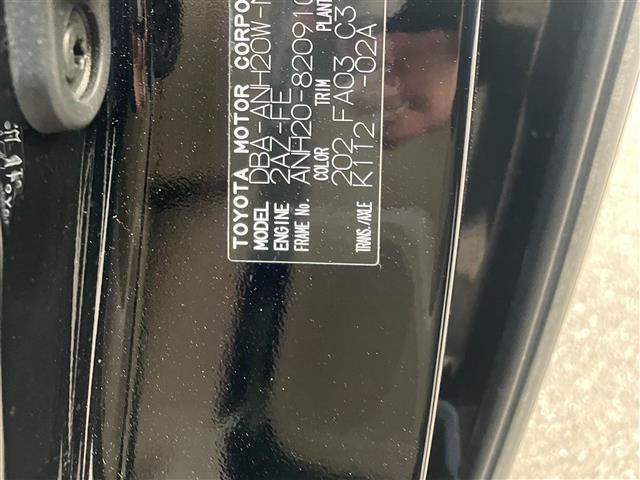 TOYOTA MOTOR CORPO
MODEL DBA-ANH20W-
ENGINE 2AZ-FE
FRAME No. ANH20-820910
COLOR TRIM PLANT
202 FA03 C3
TRANS./AXLE K112 -02A